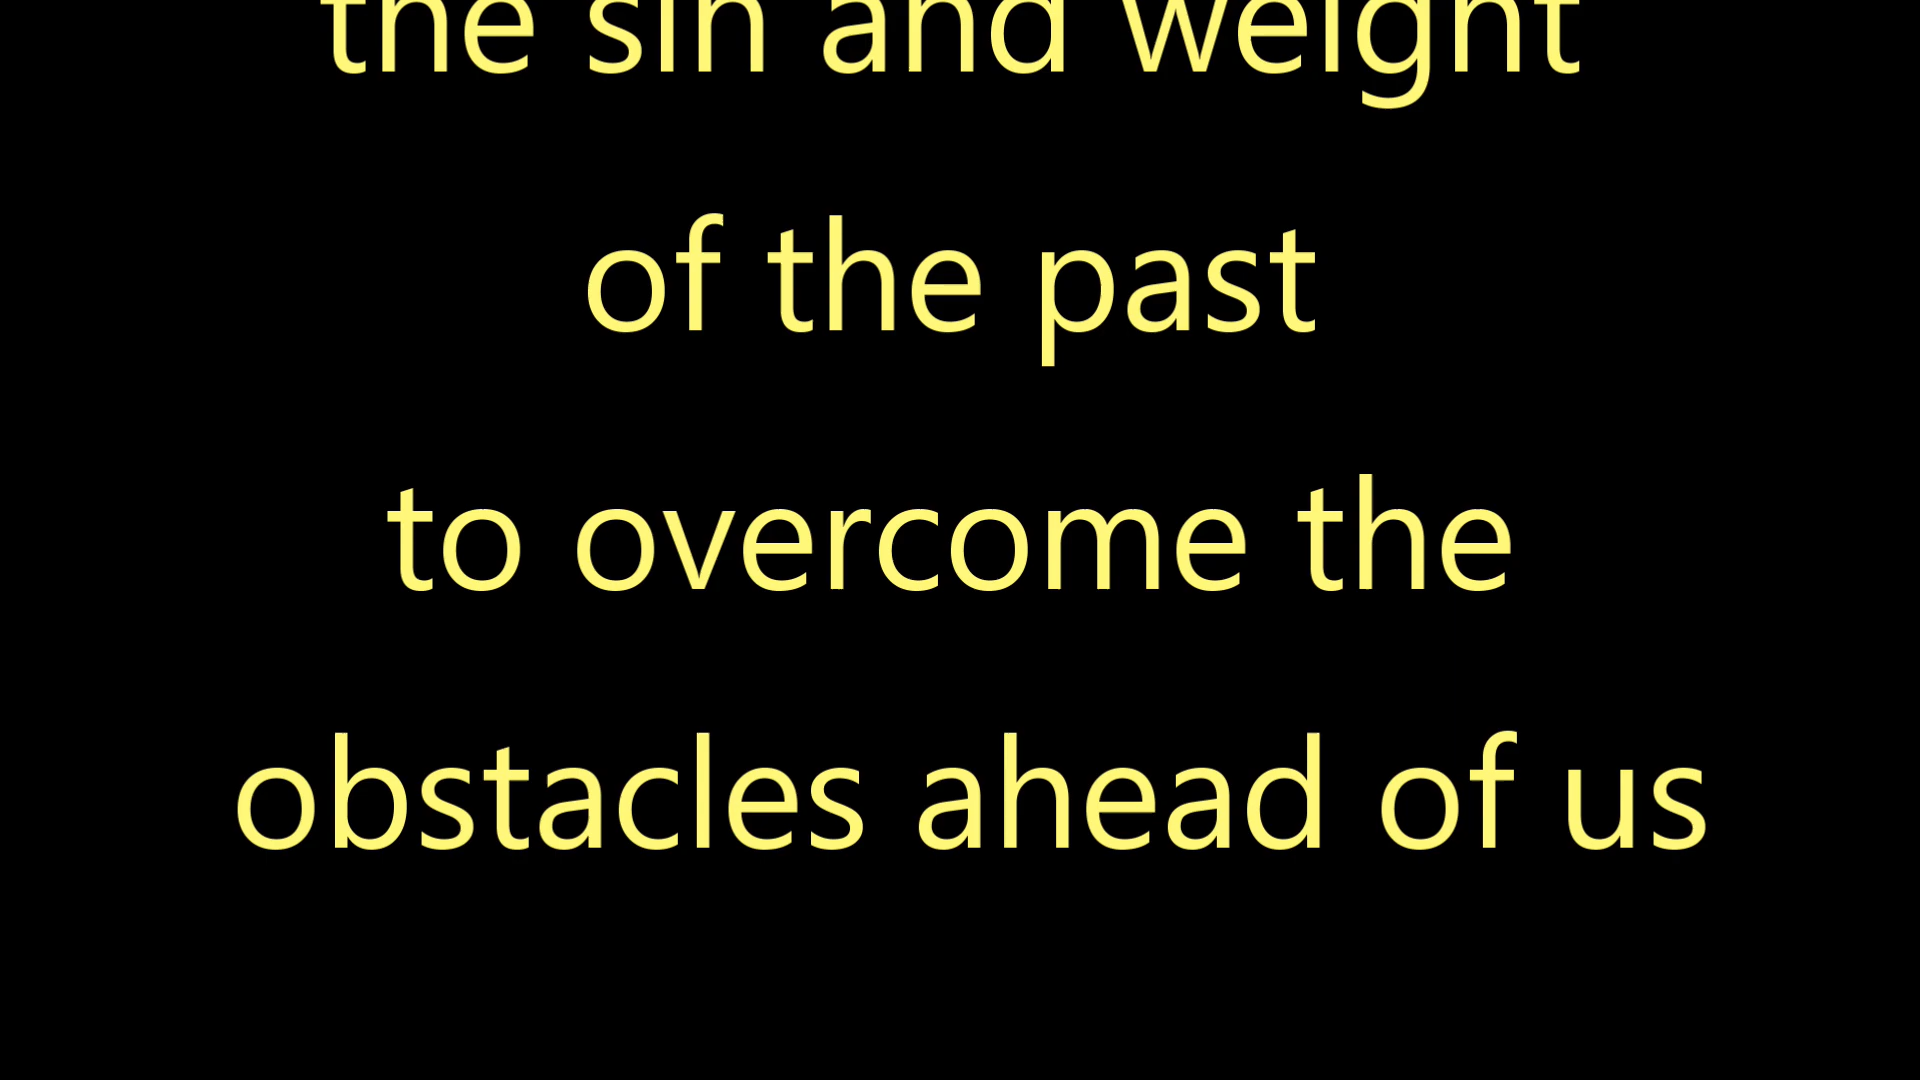 the sin and weight
of the past
to overcome the
obstacles ahead of us